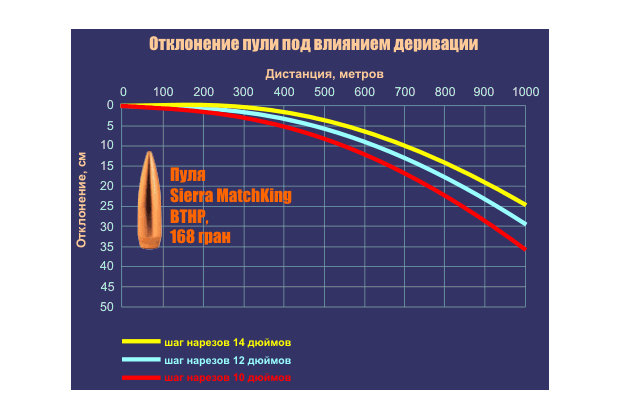 Отклонение пули под влиянием деривации
Дистанция, метров
0 100 200 300 400 500 600 700 800 900 1000
Отклонение, см
0
5
10
15
20
25
30
35
40
45
50
Пуля
Sierra MatchKing
BTHP,
168 гран
шаг нарезов 14 дюймов
шаг нарезов 12 дюймов
шаг нарезов 10 дюймов